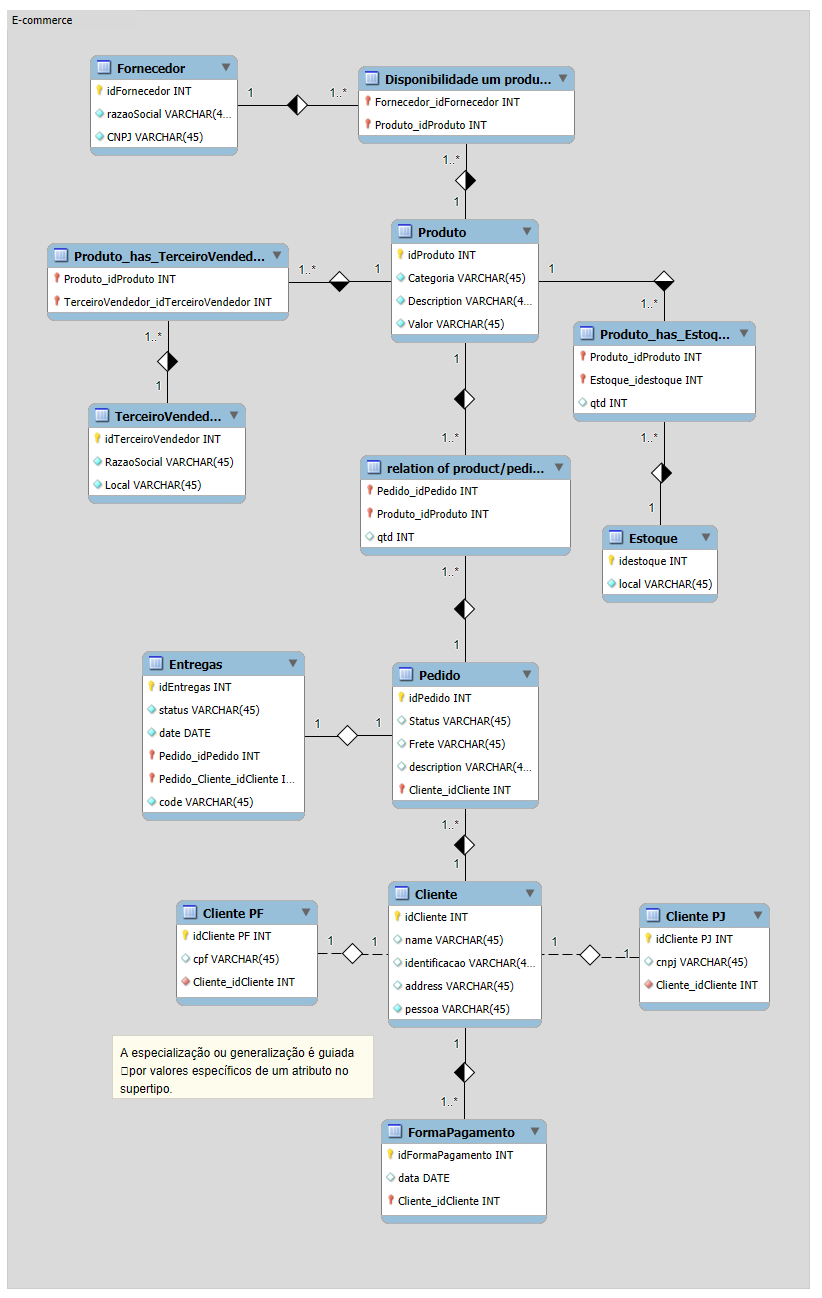 E-commerce
Fornecedor
idFornecedor INT
razaoSocial VARCHAR(4...
CNPJ VARCHAR(45)
1
1..*
Disponibilidade um produ...
Fornecedor_idFornecedor INT
Produto_idProduto INT
1..*
1
Produto
idProduto INT
Categoria VARCHAR(45)
Description VARCHAR(4...
Valor VARCHAR(45)
Produto_has_TerceiroVended...
Produto_idProduto INT
TerceiroVendedor_idTerceiroVendedor INT
1..*
1
1
1..*
Produto_has_Estoq...
Produto_idProduto INT
Estoque_idestoque INT
qtd INT
1..*
1
TerceiroVended...
idTerceiroVendedor INT
RazaoSocial VARCHAR(45)
Local VARCHAR(45)
1
1..*
relation of product/pedi...
Pedido_idPedido INT
Produto_idProduto INT
qtd INT
1..*
1
Estoque
idestoque INT
local VARCHAR(45)
1..*
1
Entregas
idEntregas INT
status VARCHAR(45)
date DATE
Pedido_idPedido INT
Pedido_Cliente_idCliente I...
code VARCHAR(45)
1
1
Pedido
idPedido INT
Status VARCHAR(45)
Frete VARCHAR(45)
description VARCHAR(4...
Cliente_idCliente INT
1..*
1
Cliente
idCliente INT
name VARCHAR(45)
identificacao VARCHAR(4...
address VARCHAR(45)
pessoa VARCHAR(45)
Cliente PF
idCliente PF INT
cpf VARCHAR(45)
Cliente_idCliente INT
1
1
1
1
Cliente PJ
idCliente PJ INT
cnpj VARCHAR(45)
Cliente_idCliente INT
A especialização ou generalização é guiada
por valores específicos de um atributo no
supertipo.
1
1..*
FormaPagamento
idFormaPagamento INT
data DATE
Cliente_idCliente INT